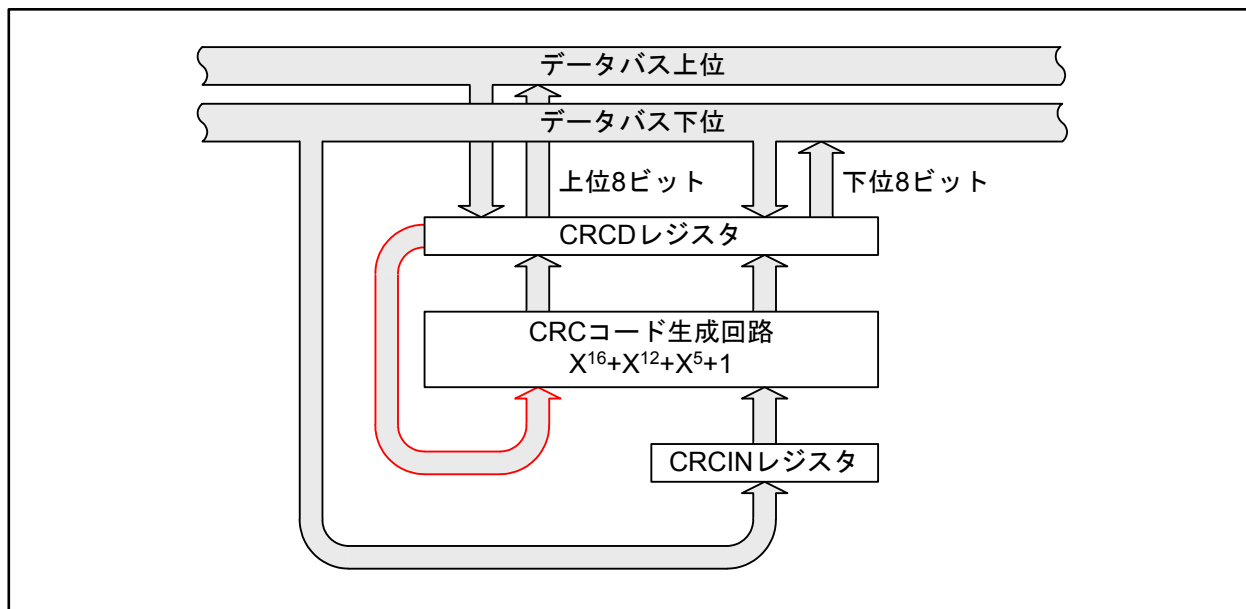 データバス上位
データバス下位
上位8ビット
下位8ビット
CRCDレジスタ
CRCコード生成回路
X¹⁶+X¹²+X⁵+1
CRCINレジスタ